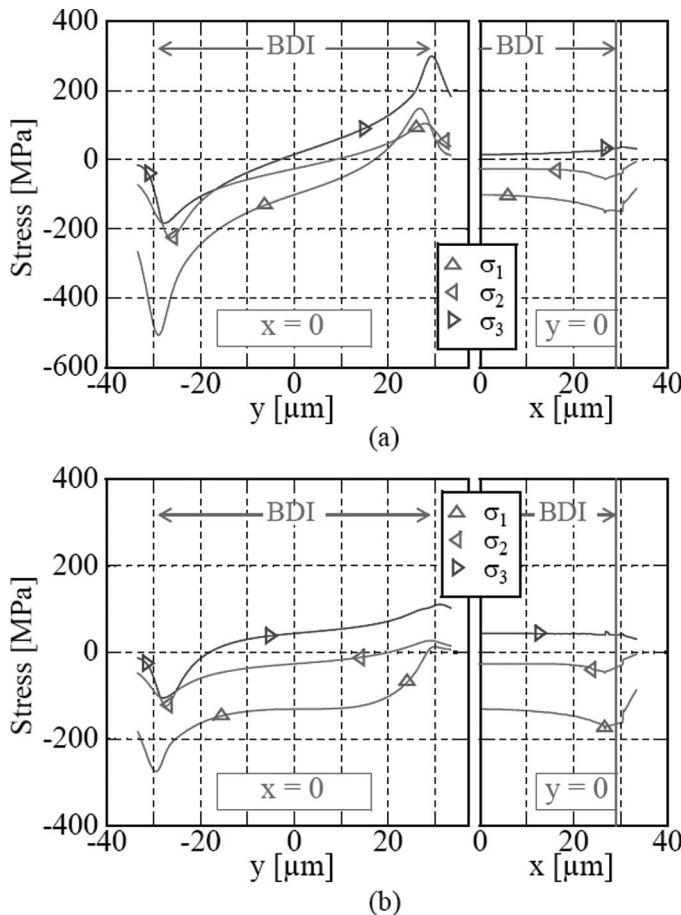 400
200
0
-200
-400
-600
Stress [MPa]
BDI
BDI
σ1
σ2
σ3
x = 0
y = 0
-40 -20 0 20 0 20 40
y [µm] x [µm]
(a)
400
200
0
-200
-400
Stress [MPa]
BDI
BDI
σ1
σ2
σ3
x = 0
y = 0
-40 -20 0 20 0 20 40
y [µm] x [µm]
(b)